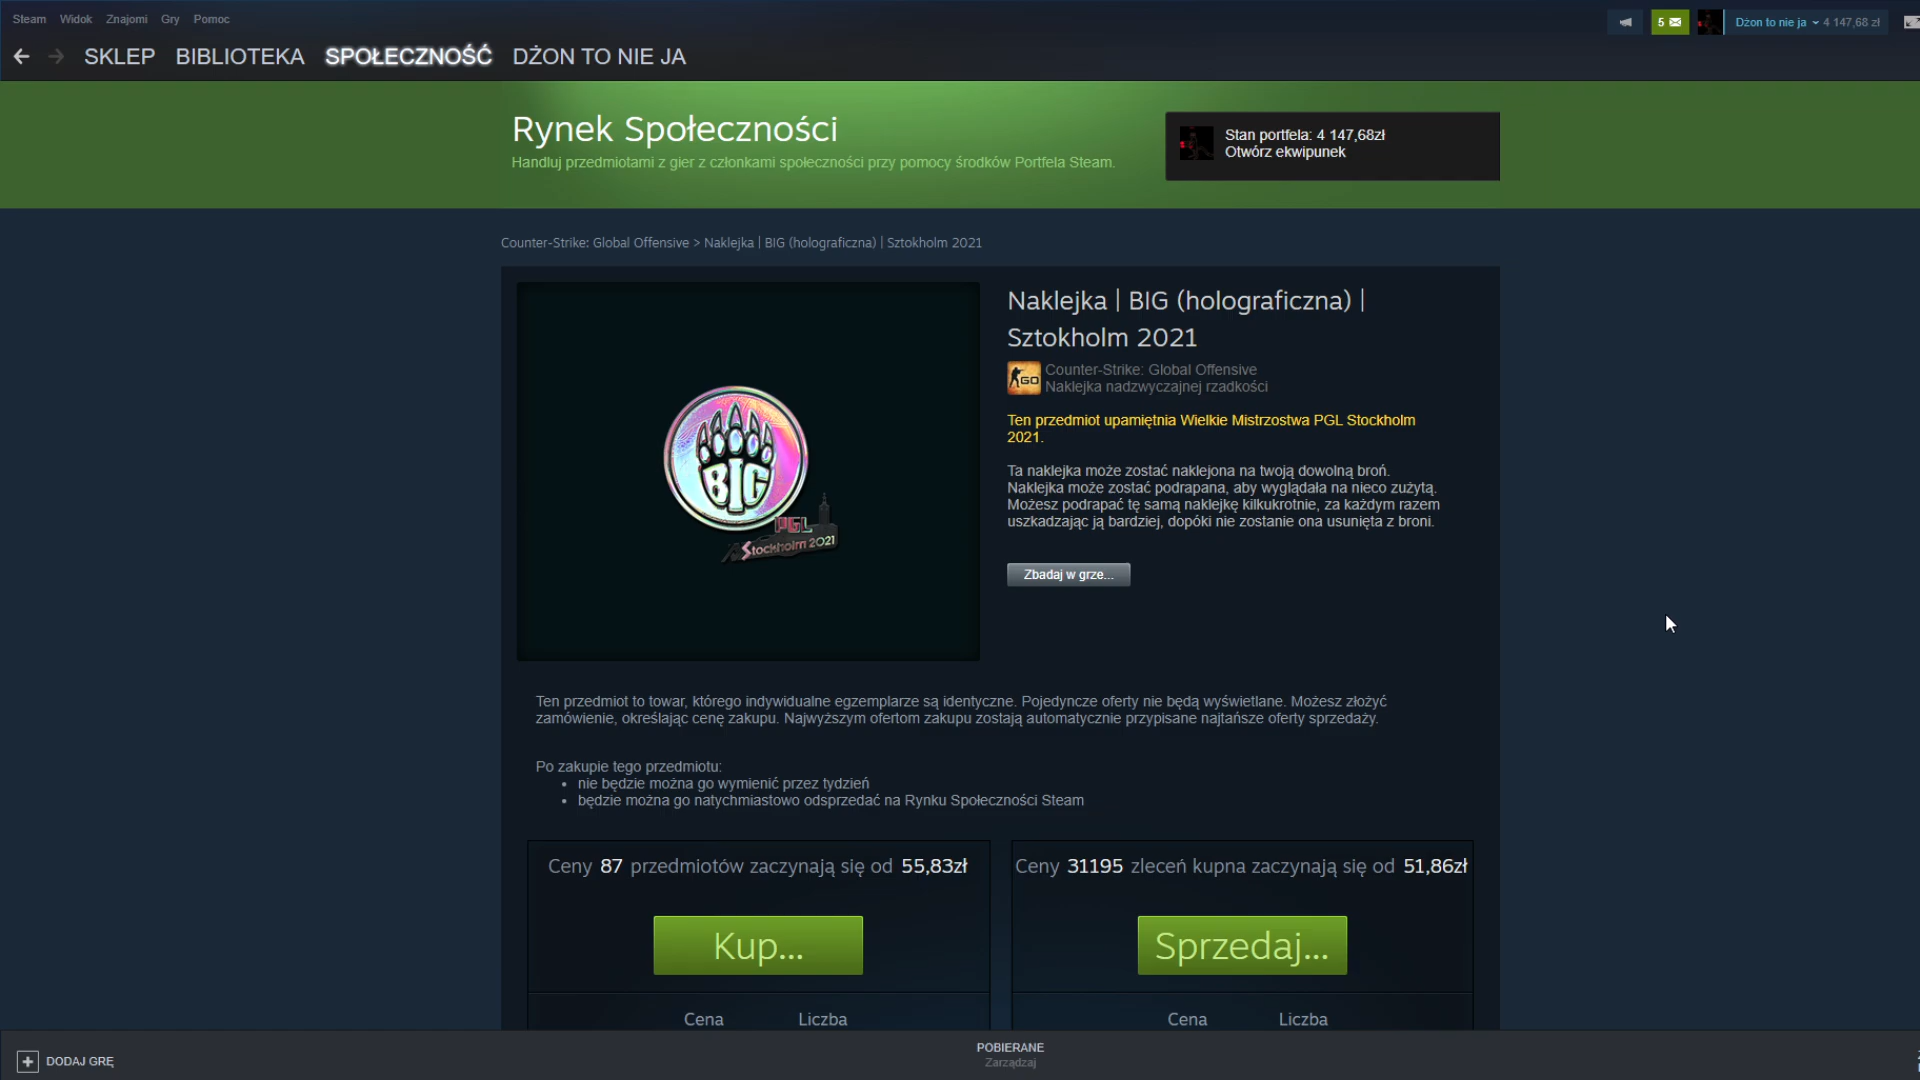 Steam Widok Znajomi Gry Pomoc
5
Dżon to nie ja 4 147,68 zł
SKLEP BIBLIOTEKA SPOŁECZNOŚĆ DŻON TO NIE JA
Rynek Społeczności
Handluj przedmiotami z gier z członkami społeczności przy pomocy środków Portfela Steam.
Stan portfela: 4 147,68zł
Otwórz ekwipunek
Counter-Strike: Global Offensive > Naklejka | BIG (holograficzna) | Sztokholm 2021
BIG
PGL
Stockholm 2021
Naklejka | BIG (holograficzna) |
Sztokholm 2021
GO
Counter-Strike: Global Offensive
Naklejka nadzwyczajnej rzadkości
Ten przedmiot upamiętnia Wielkie Mistrzostwa PGL Stockholm
2021.
Ta naklejka może zostać naklejona na twoją dowolną broń.
Naklejka może zostać podrapana, aby wyglądała na nieco zużytą.
Możesz podrapać tę samą naklejkę kilkukrotnie, za każdym razem
uszkadzając ją bardziej, dopóki nie zostanie ona usunięta z broni.
Zbadaj w grze...
Ten przedmiot to towar, którego indywidualne egzemplarze są identyczne. Pojedyncze oferty nie będą wyświetlane. Możesz złożyć
zamówienie, określając cenę zakupu. Najwyższym ofertom zakupu zostają automatycznie przypisane najtańsze oferty sprzedaży.
Po zakupie tego przedmiotu:
• nie będzie można go wymienić przez tydzień
• będzie można go natychmiastowo odsprzedać na Rynku Społeczności Steam
Ceny 87 przedmiotów zaczynają się od 55,83zł
Kup...
Cena Liczba
Ceny 31195 zleceń kupna zaczynają się od 51,86zł
Sprzedaj...
Cena Liczba
DODAJ GRĘ
POBIERANE
Zarządzaj